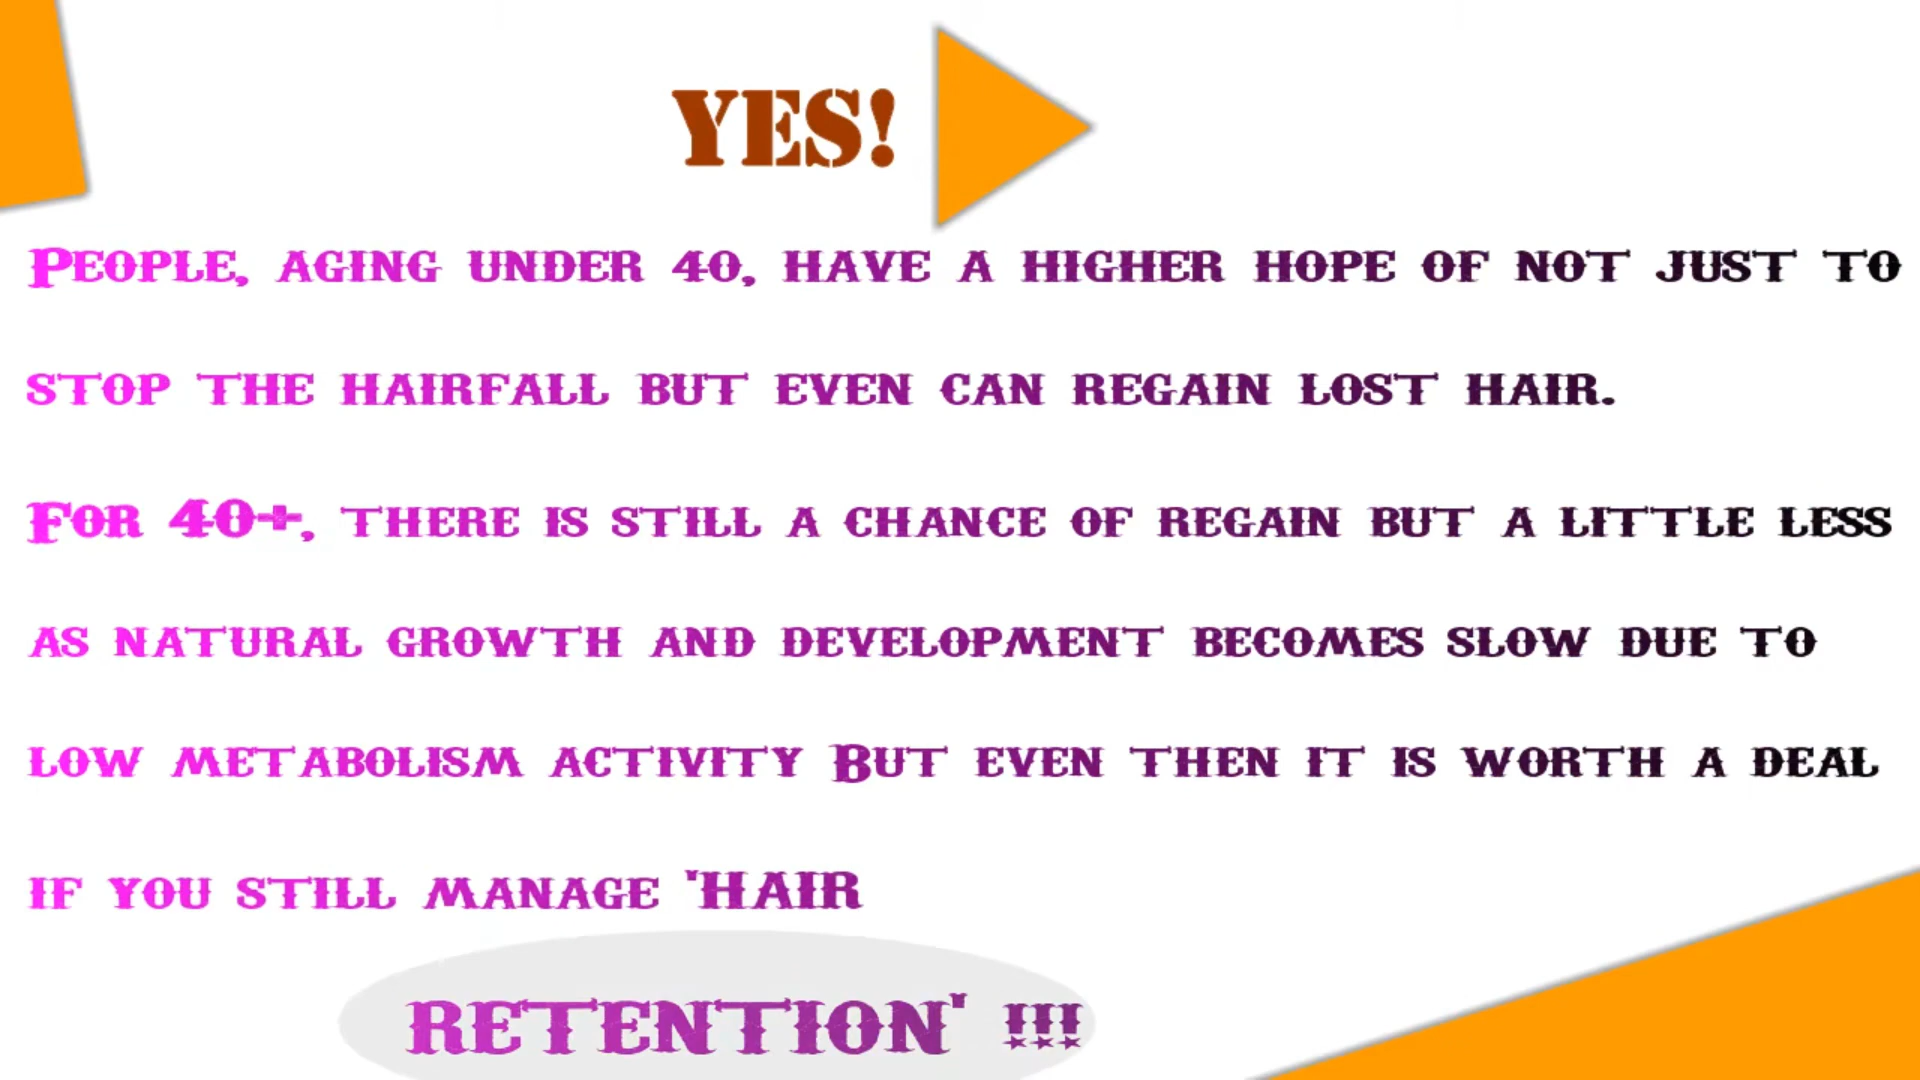 YES!
People, aging under 40, have a higher hope of not just to
stop the hairfall but even can regain lost hair.
For 40+, there is still a chance of regain but a little less
as natural growth and development becomes slow due to
low metabolism activity But even then it is worth a deal
if you still manage 'HAIR
RETENTION' !!!